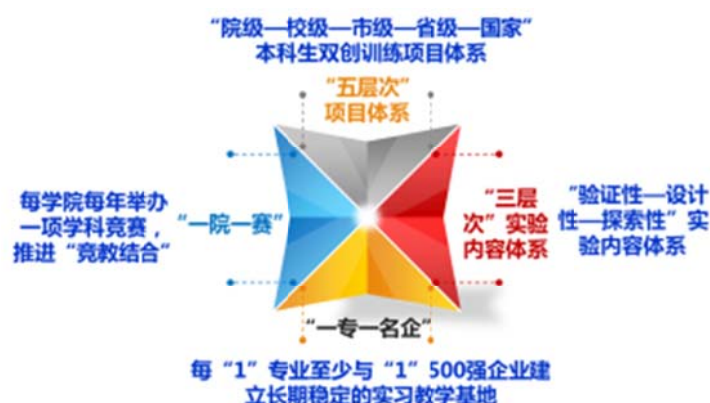 “院级—校级—市级—省级—国家”
本科生双创训练项目体系
“五层次”
项目体系
每学院每年举办
一项学科竞赛，
推进“竞教结合”
“一院一赛”
“三层
次”实验
内容体系
“验证性—设计
性—探索性”实
验内容体系
“一专一名企”
每“1”专业至少与“1”500强企业建
立长期稳定的实习教学基地